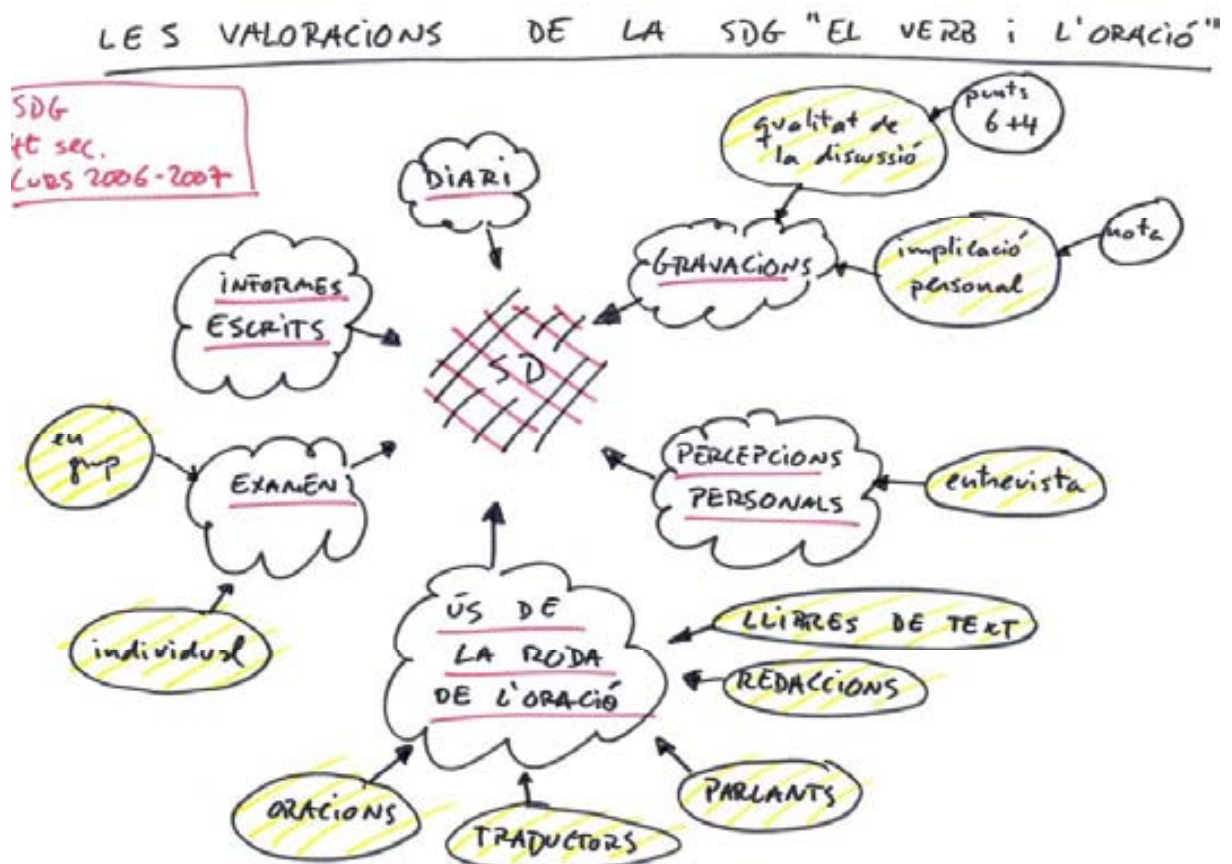 LES VALORACIONS DE LA SDG "EL VERB i L'ORACIÓ"
SDG
4t sec.
CURS 2006-2007
DIARI
qualitat de
la discussió
punts
6+4
GRAVACIONS
implicació
personal
nota
INFORMES
ESCRITS
SD
en
grup
EXAMEN
individual
PERCEPCIONS
PERSONALS
entrevista
ÚS DE
LA RODA
DE L'ORACIÓ
LLIBRES DE TEXT
REDACCIONS
PARLANTS
TRADUCTORS
ORACIONS